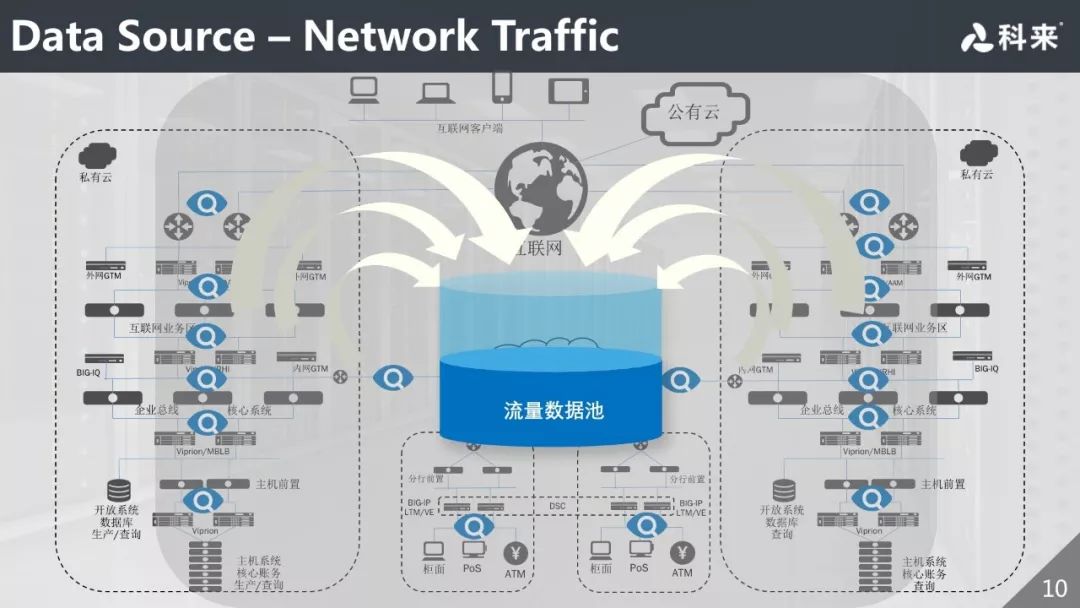 Data Source – Network Traffic
科来
互联网客户端
公有云
私有云
私有云
互联网
外网GTM
外网GTM
外网GTM
外网GTM
互联网业务区
互联网业务区
BIG-IQ
内网GTM
内网GTM
BIG-IQ
企业总线
核心系统
企业总线
核心系统
流量数据池
Viprion/MBLB
Viprion/MBLB
主机前置
主机前置
分行前置
分行前置
开放系统
数据库
生产/查询
BIG-IP
LTM/VE
DSC
BIG-IP
LTM/VE
开放系统
数据库
查询
Viprion
Viprion
柜面
PoS
ATM
柜面
PoS
ATM
主机系统
核心账务
生产/查询
主机系统
核心账务
查询
10